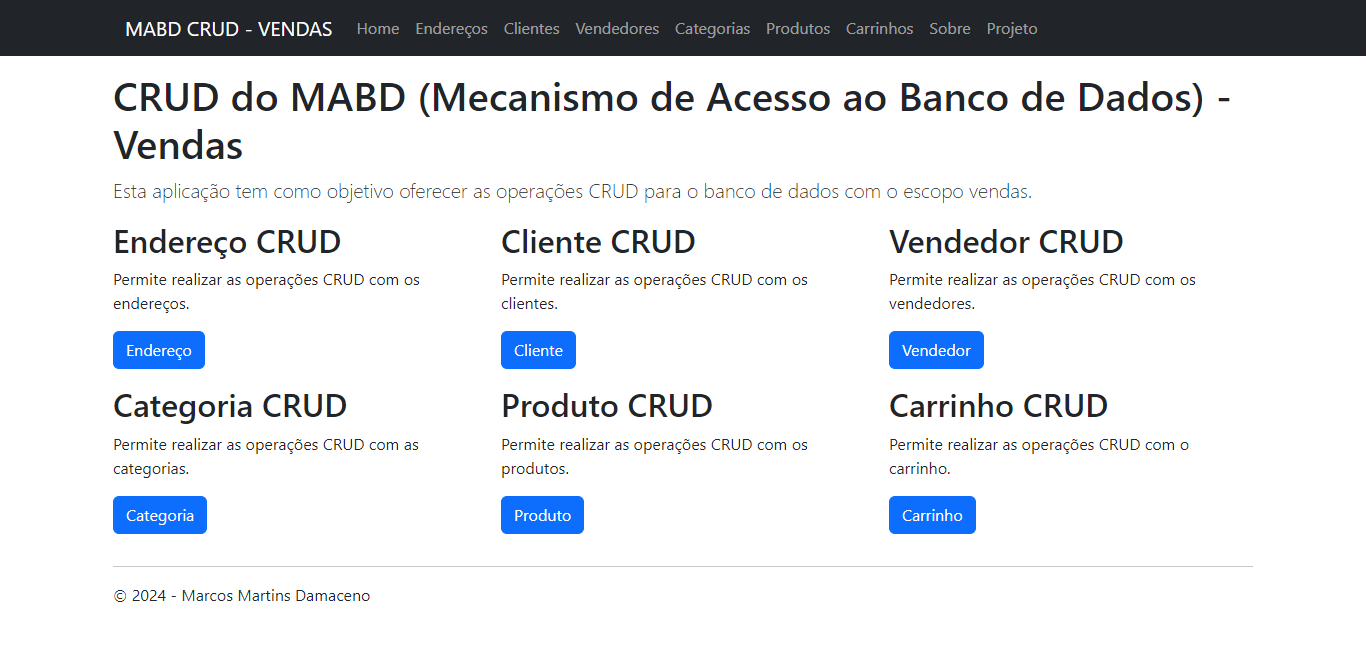 MABD CRUD - VENDAS Home Endereços Clientes Vendedores Categorias Produtos Carrinhos Sobre Projeto
CRUD do MABD (Mecanismo de Acesso ao Banco de Dados) -
Vendas
Esta aplicação tem como objetivo oferecer as operações CRUD para o banco de dados com o escopo vendas.
Endereço CRUD
Permite realizar as operações CRUD com os
endereços.
Endereço
Cliente CRUD
Permite realizar as operações CRUD com os
clientes.
Cliente
Vendedor CRUD
Permite realizar as operações CRUD com os
vendedores.
Vendedor
Categoria CRUD
Permite realizar as operações CRUD com as
categorias.
Categoria
Produto CRUD
Permite realizar as operações CRUD com os
produtos.
Produto
Carrinho CRUD
Permite realizar as operações CRUD com o
carrinho.
Carrinho
© 2024 - Marcos Martins Damaceno